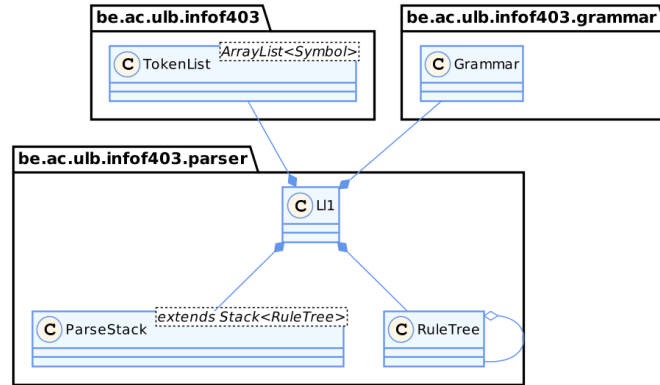 be.ac.ulb.infof403
be.ac.ulb.infof403.grammar
ArrayList<Symbol>
C TokenList
C Grammar
be.ac.ulb.infof403.parser
C Ll1
extends Stack<RuleTree>
C ParseStack
C RuleTree